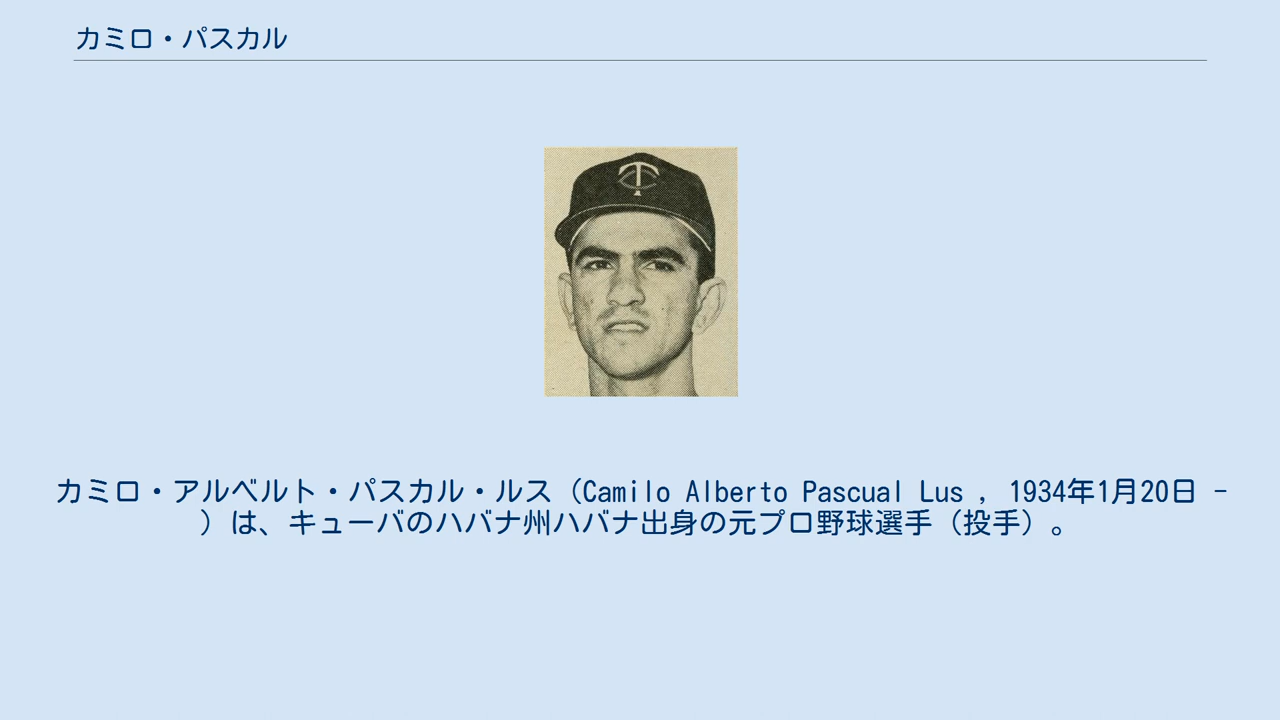 カミロ・パスカル
TC
カミロ・アルベルト・パスカル・ルス（Camilo Alberto Pascual Lus , 1934年1月20日 -
）は、キューバのハバナ州ハバナ出身の元プロ野球選手（投手）。